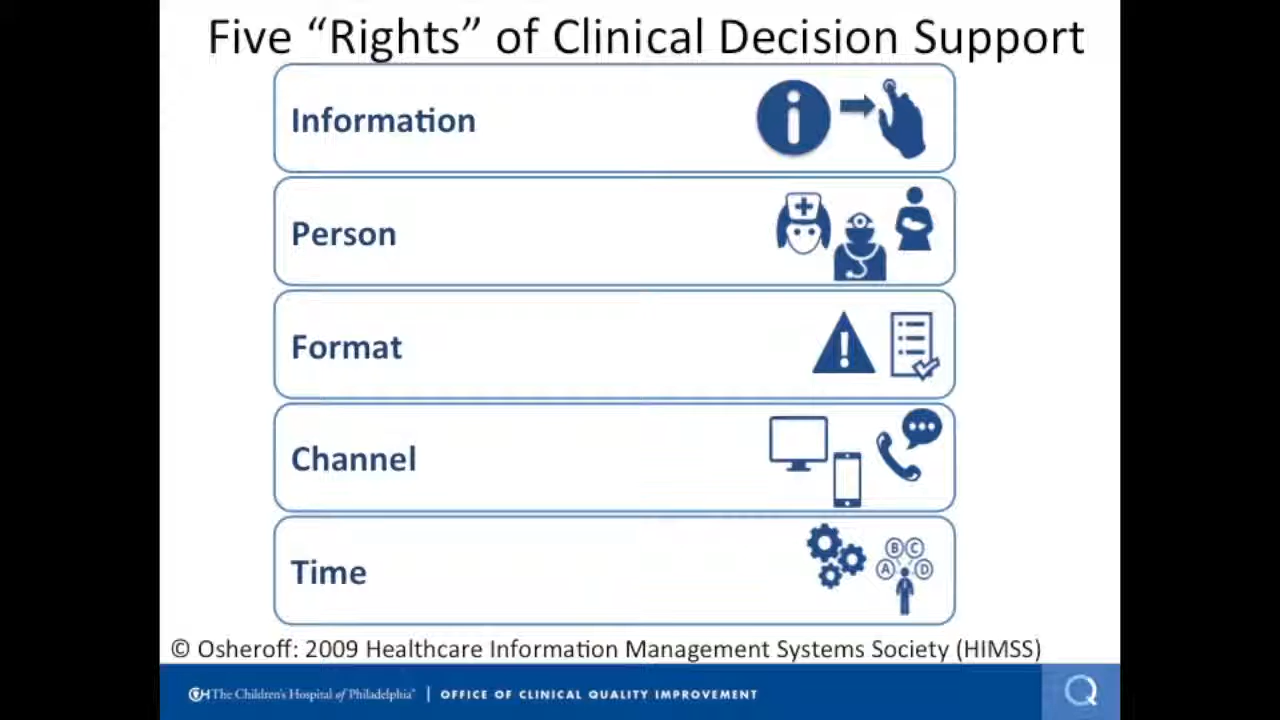 Five “Rights” of Clinical Decision Support
Information
i
Person
Format
!
Channel
Time
B C
A D
© Osheroff: 2009 Healthcare Information Management Systems Society (HIMSS)
CH The Children's Hospital of Philadelphia® | OFFICE OF CLINICAL QUALITY IMPROVEMENT
Q